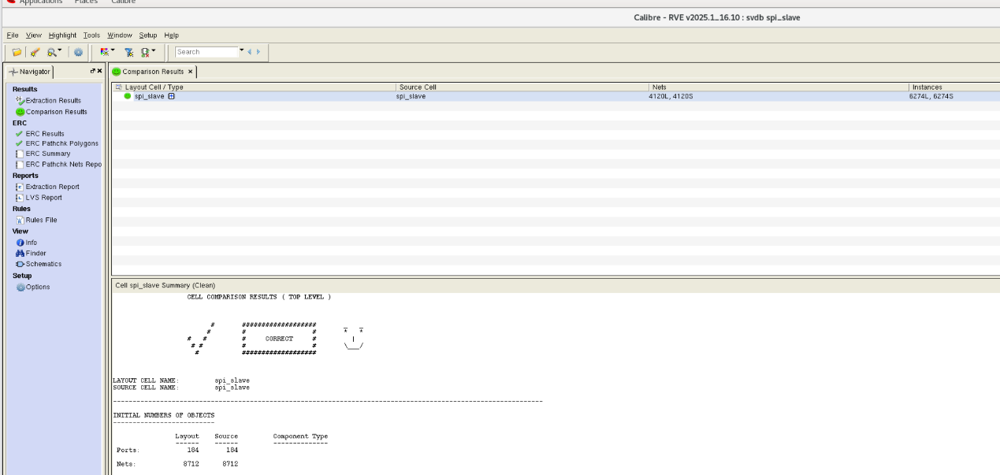 Applications Places Calibre
Calibre - RVE v2025.1_16.10 : svdb spi_slave
File View Highlight Tools Window Setup Help
Search
Navigator
Comparison Results
Results
Extraction Results
Comparison Results
ERC
ERC Results
ERC Pathchk Polygons
ERC Summary
ERC Pathchk Nets Repo
Reports
Extraction Report
LVS Report
Rules
Rules File
View
Info
Finder
Schematics
Setup
Options
Layout Cell / Type Source Cell Nets Instances
spi_slave spi_slave 4120L, 4120S 6274L, 6274S
Cell spi_slave Summary (Clean)
CELL COMPARISON RESULTS ( TOP LEVEL )
# ################### _ _
# # # * *
# # # CORRECT # |
# # # # \___/
# ###################
LAYOUT CELL NAME: spi_slave
SOURCE CELL NAME: spi_slave
INITIAL NUMBERS OF OBJECTS
Layout Source Component Type
Ports: 184 184
Nets: 8712 8712